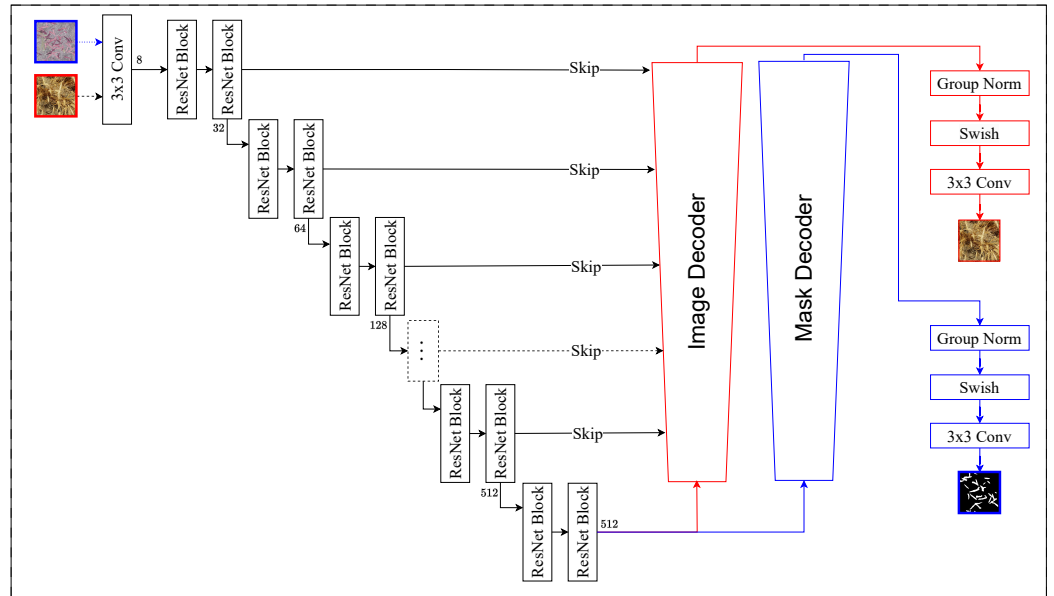 3x3 Conv
8
ResNet Block
ResNet Block
32
Skip
ResNet Block
ResNet Block
64
Skip
ResNet Block
ResNet Block
128
Skip
...
Skip
ResNet Block
ResNet Block
512
Skip
ResNet Block
ResNet Block
512
Image Decoder
Mask Decoder
Group Norm
Swish
3x3 Conv
Group Norm
Swish
3x3 Conv